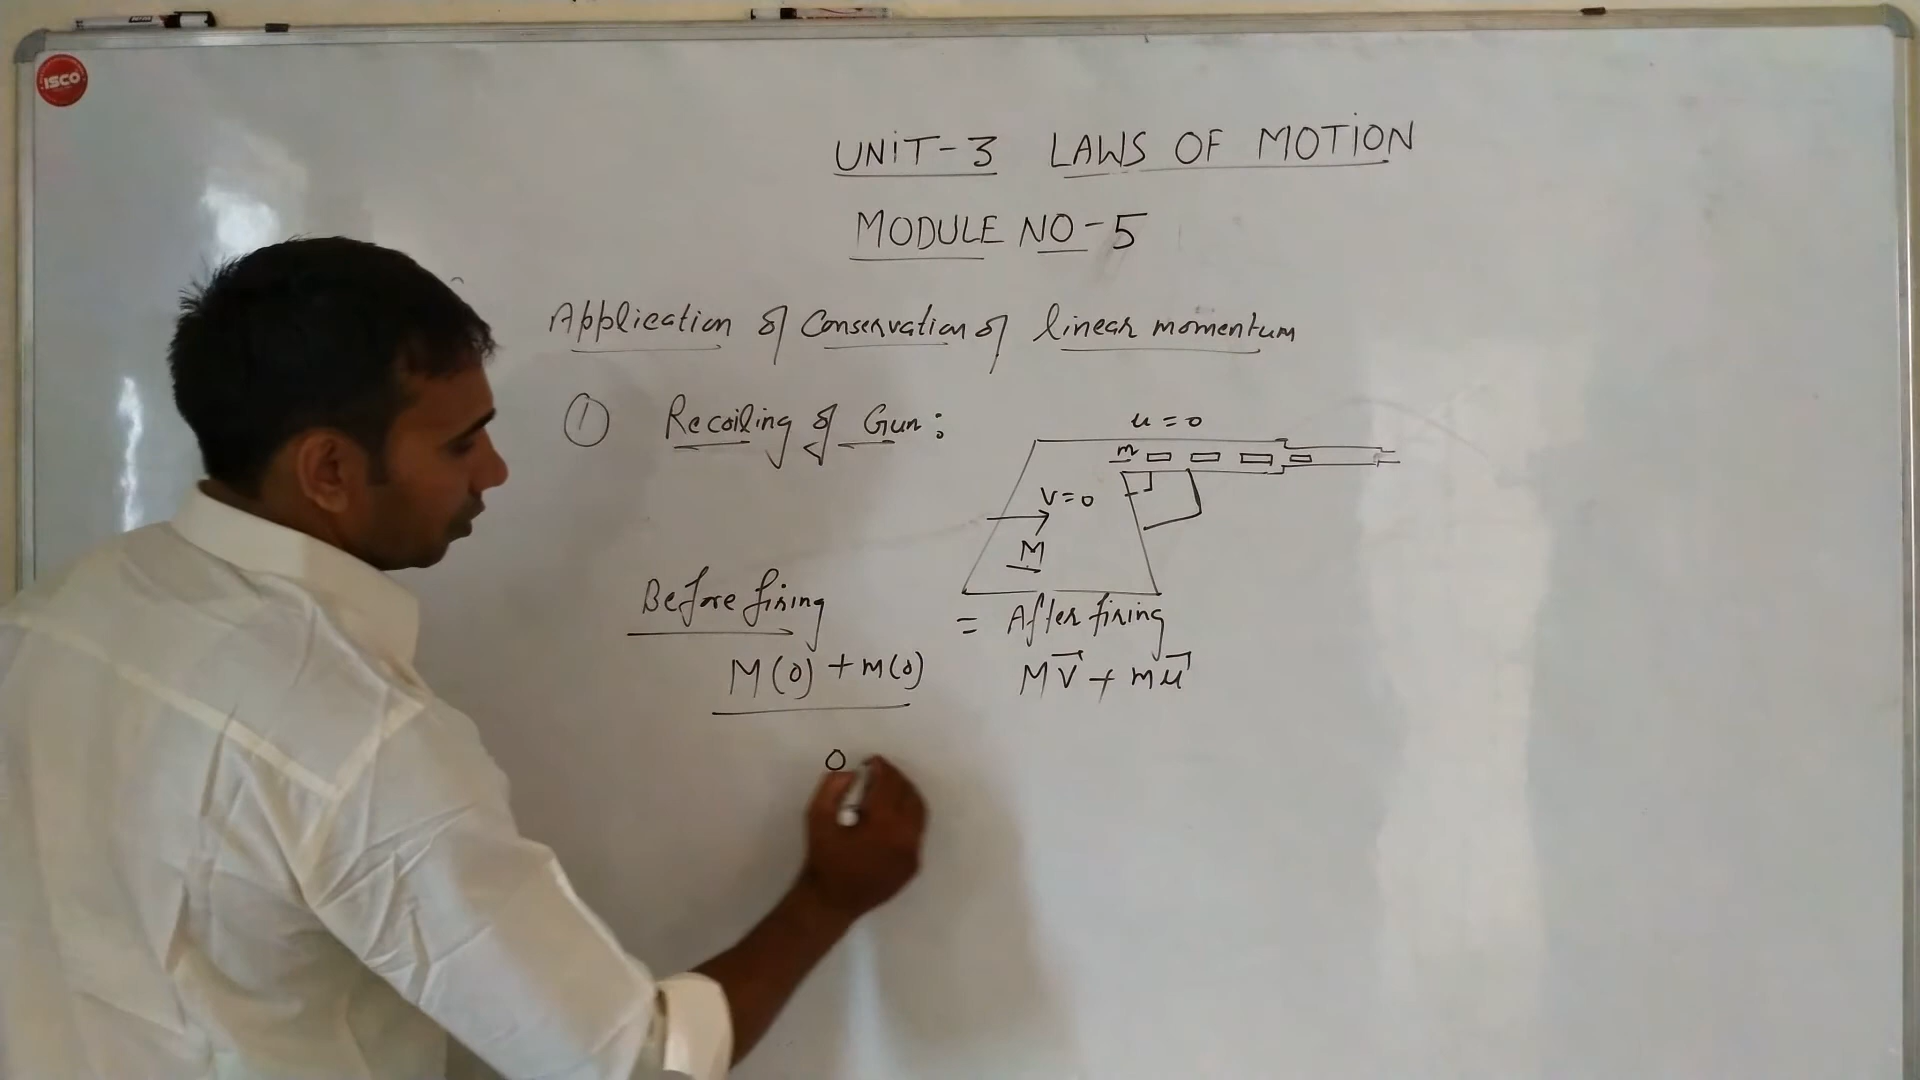 ISCO
UNIT-3 LAWS OF MOTION
MODULE NO-5
Application of Conservation of linear momentum
① Recoiling of Gun:
u = 0
m
V = 0
M
Before firing = After firing
M(0) + m(0) MV⃗ + mu⃗
0